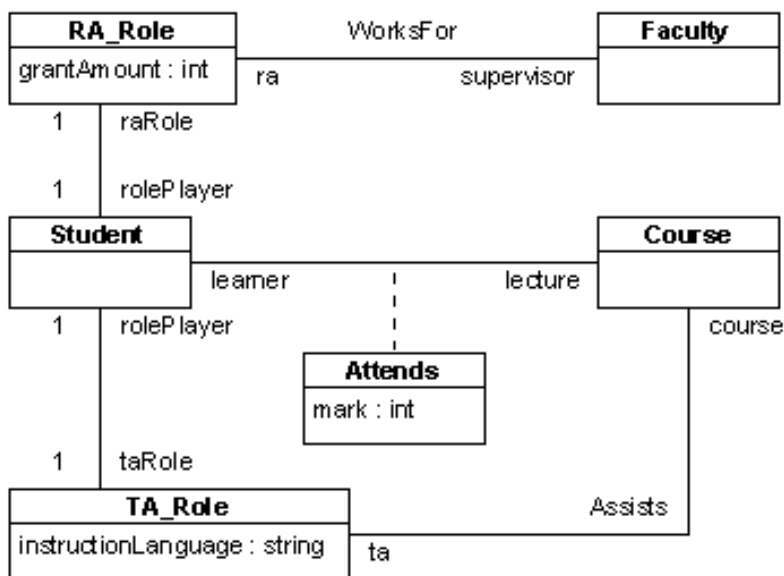 RA_Role
WorksFor
Faculty
grantAmount : int
ra
supervisor
1
raRole
1
rolePlayer
Student
Course
learner
lecture
1
rolePlayer
course
Attends
mark : int
1
taRole
TA_Role
Assists
instructionLanguage : string
ta